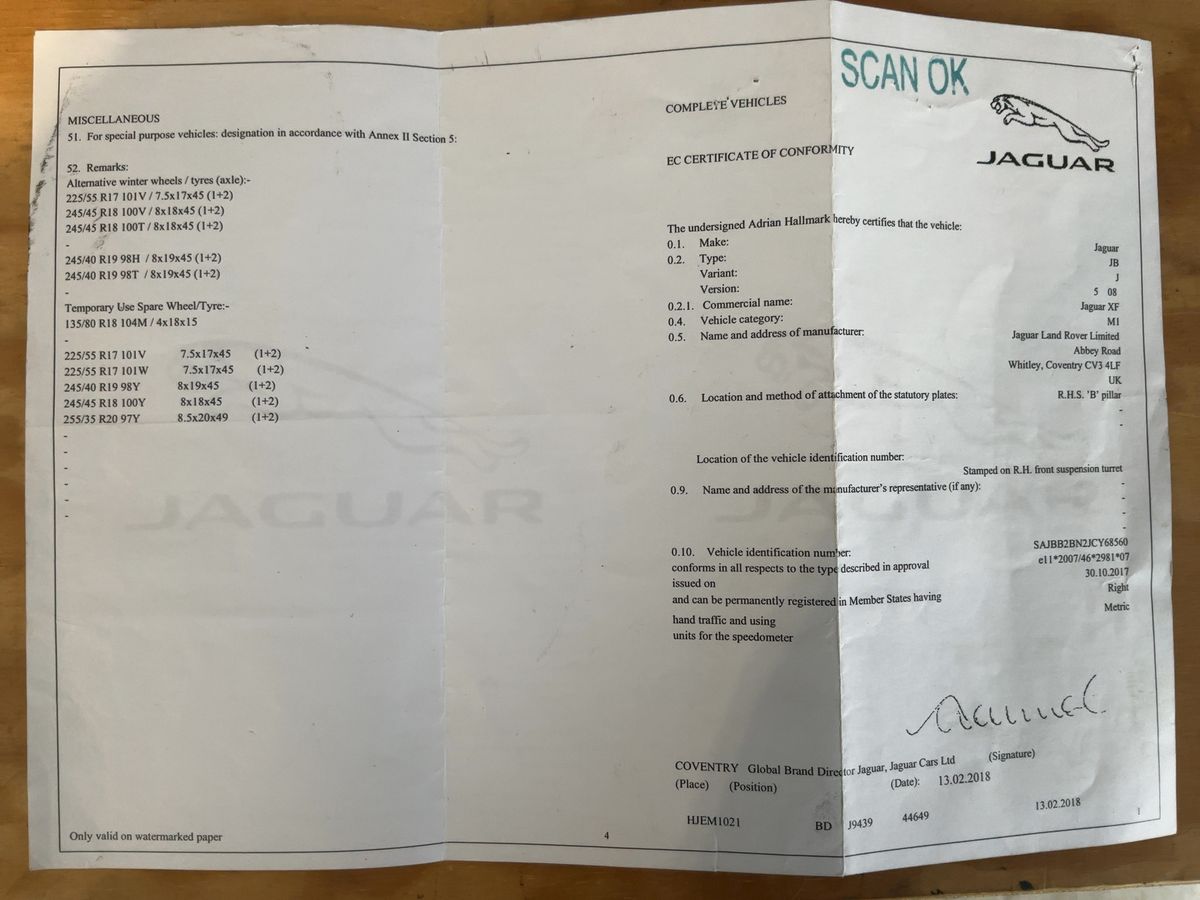 MISCELLANEOUS
51. For special purpose vehicles: designation in accordance with Annex II Section 5:
52. Remarks:
Alternative winter wheels / tyres (axle):-
225/55 R17 101V / 7.5x17x45 (1+2)
245/45 R18 100V / 8x18x45 (1+2)
245/45 R18 100T / 8x18x45 (1+2)
-
245/40 R19 98H / 8x19x45 (1+2)
245/40 R19 98T / 8x19x45 (1+2)
-
Temporary Use Spare Wheel/Tyre:-
135/80 R18 104M / 4x18x15
-
225/55 R17 101V 7.5x17x45 (1+2)
225/55 R17 101W 7.5x17x45 (1+2)
245/40 R19 98Y 8x19x45 (1+2)
245/45 R18 100Y 8x18x45 (1+2)
255/35 R20 97Y 8.5x20x49 (1+2)
-
-
-
-
-
-
Only valid on watermarked paper
4
SCAN OK
JAGUAR
COMPLETE VEHICLES
EC CERTIFICATE OF CONFORMITY
The undersigned Adrian Hallmark hereby certifies that the vehicle:
0.1. Make: Jaguar
0.2. Type: JB
Variant: J
Version: 5 08
0.2.1. Commercial name: Jaguar XF
0.4. Vehicle category: M1
0.5. Name and address of manufacturer: Jaguar Land Rover Limited
Abbey Road
Whitley, Coventry CV3 4LF
UK
0.6. Location and method of attachment of the statutory plates: R.H.S. 'B' pillar
-
-
Location of the vehicle identification number:
Stamped on R.H. front suspension turret
0.9. Name and address of the manufacturer's representative (if any): -
-
-
-
0.10. Vehicle identification number: SAJBB2BN2JCY68560
conforms in all respects to the type described in approval e11*2007/46*2981*07
issued on 30.10.2017
and can be permanently registered in Member States having Right
hand traffic and using Metric
units for the speedometer
COVENTRY Global Brand Director Jaguar, Jaguar Cars Ltd (Signature)
(Place) (Position) (Date): 13.02.2018
HJEM1021 BD J9439 44649 13.02.2018
1